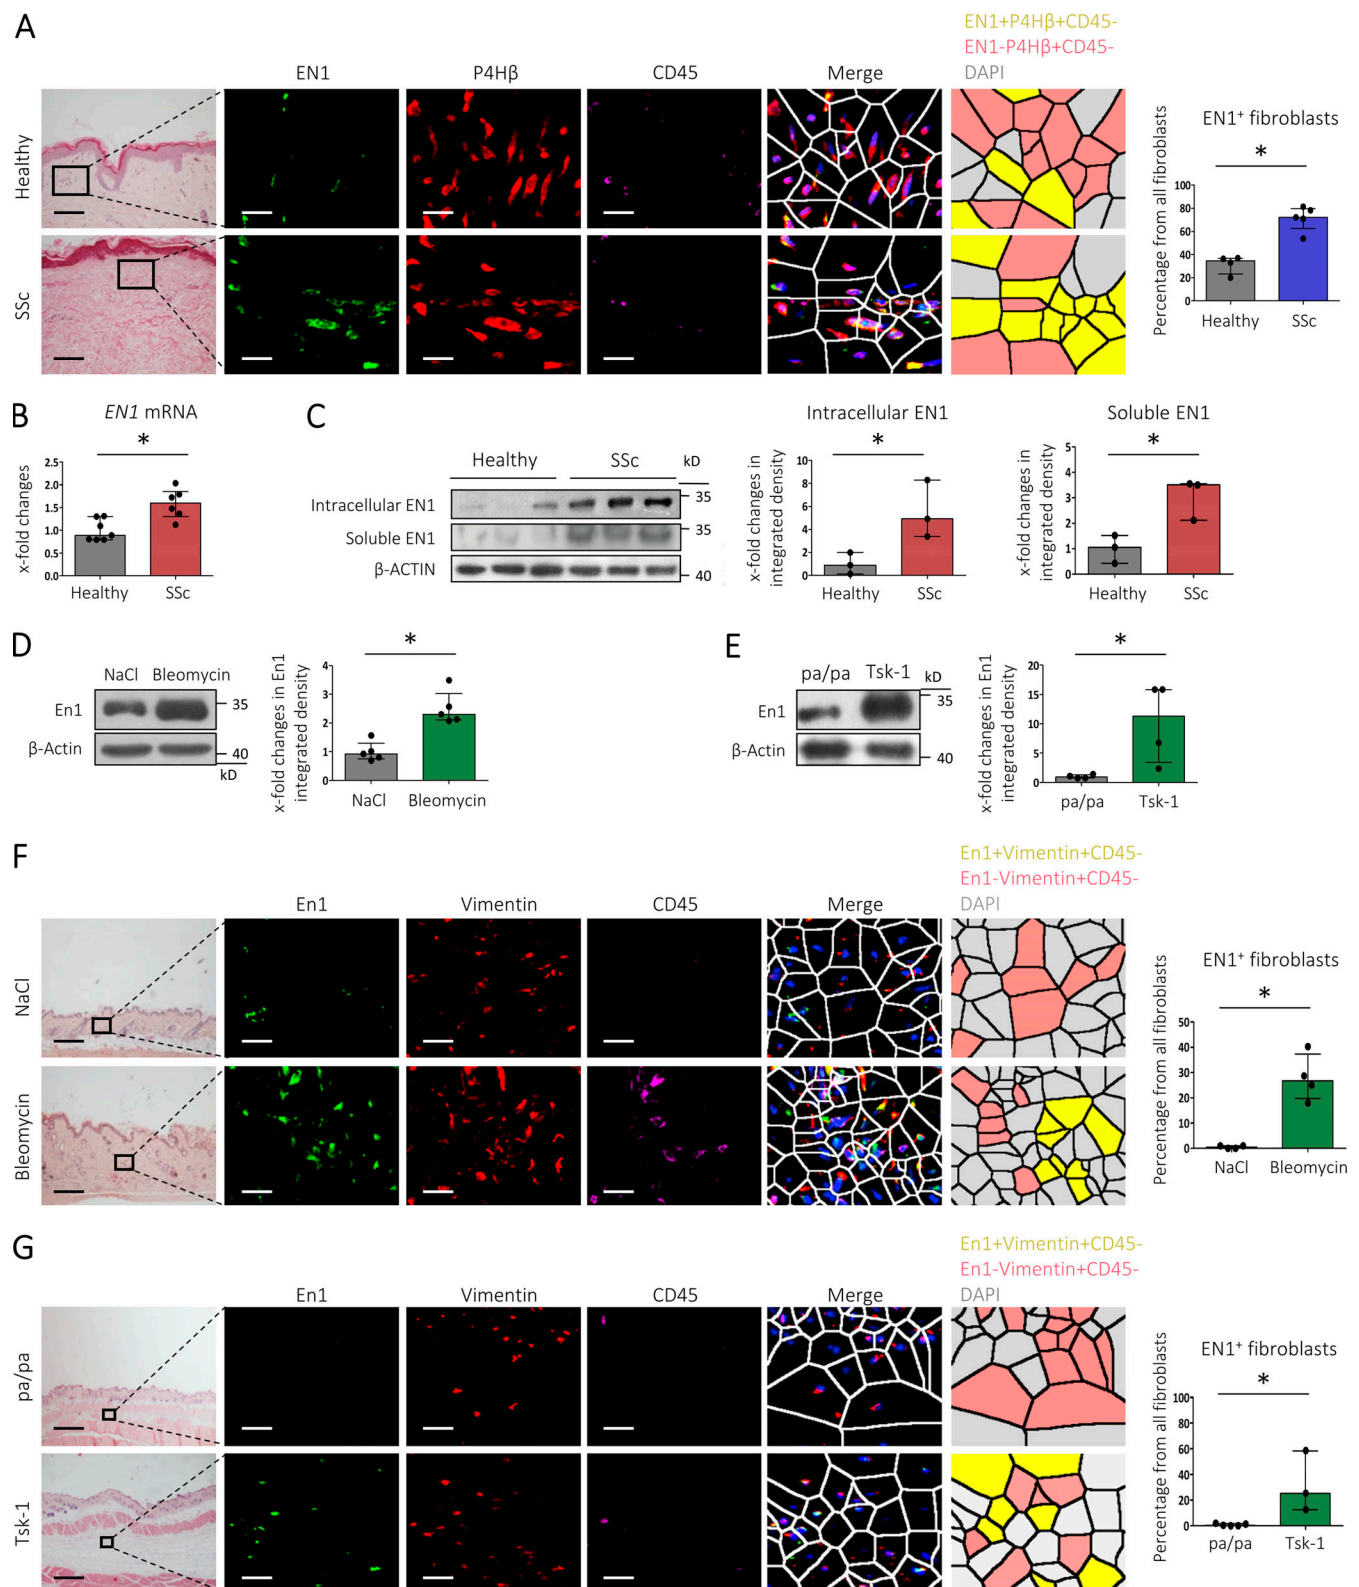 A
EN1+P4Hβ+CD45-
EN1-P4Hβ+CD45-
DAPI
EN1
P4Hβ
CD45
Merge
Healthy
SSc
EN1⁺ fibroblasts
*
Percentage from all fibroblasts
100
80
60
40
20
0
Healthy
SSc
B
EN1 mRNA
*
x-fold changes
2.5
2.0
1.5
1.0
0.5
0.0
Healthy
SSc
C
Healthy
SSc
kD
Intracellular EN1
35
Soluble EN1
35
β-ACTIN
40
Intracellular EN1
*
x-fold changes in
integrated density
10
8
6
4
2
0
Healthy
SSc
Soluble EN1
*
x-fold changes in
integrated density
5
4
3
2
1
0
Healthy
SSc
D
NaCl
Bleomycin
En1
35
β-Actin
40
kD
*
x-fold changes in En1
integrated density
4
3
2
1
0
NaCl
Bleomycin
E
pa/pa
Tsk-1
kD
En1
35
β-Actin
40
*
x-fold changes in En1
integrated density
20
15
10
5
0
pa/pa
Tsk-1
F
En1+Vimentin+CD45-
En1-Vimentin+CD45-
DAPI
En1
Vimentin
CD45
Merge
NaCl
Bleomycin
EN1⁺ fibroblasts
*
Percentage from all fibroblasts
50
40
30
20
10
0
NaCl
Bleomycin
G
En1+Vimentin+CD45-
En1-Vimentin+CD45-
DAPI
En1
Vimentin
CD45
Merge
pa/pa
Tsk-1
EN1⁺ fibroblasts
*
Percentage from all fibroblasts
100
80
60
40
20
0
pa/pa
Tsk-1